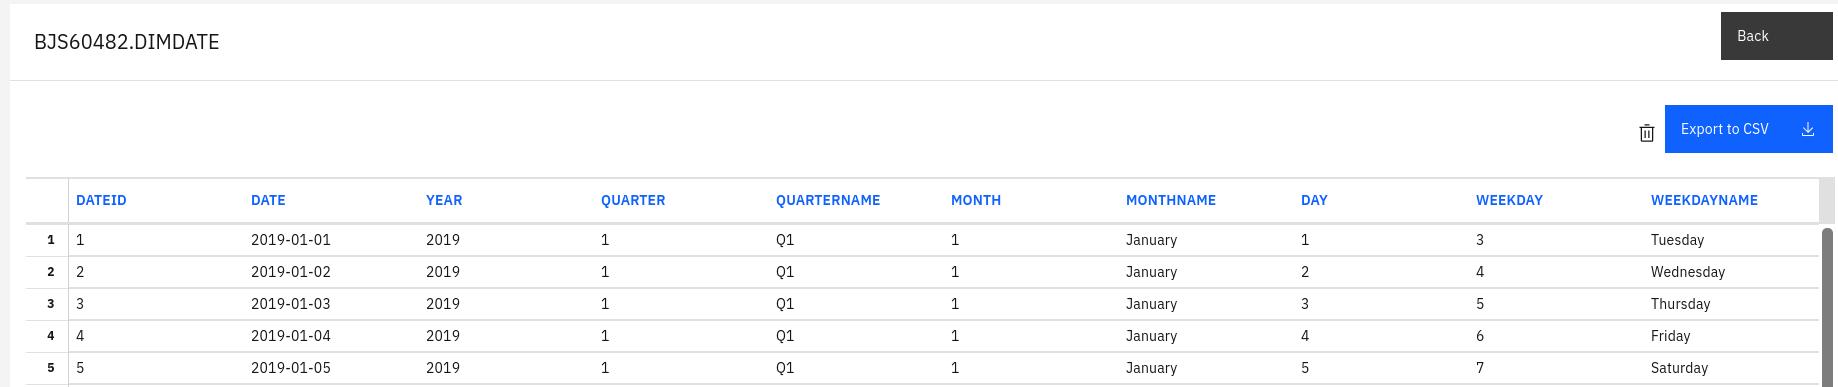 BJS60482.DIMDATE
Back
Export to CSV
DATEID DATE YEAR QUARTER QUARTERNAME MONTH MONTHNAME DAY WEEKDAY WEEKDAYNAME
1 1 2019-01-01 2019 1 Q1 1 January 1 3 Tuesday
2 2 2019-01-02 2019 1 Q1 1 January 2 4 Wednesday
3 3 2019-01-03 2019 1 Q1 1 January 3 5 Thursday
4 4 2019-01-04 2019 1 Q1 1 January 4 6 Friday
5 5 2019-01-05 2019 1 Q1 1 January 5 7 Saturday